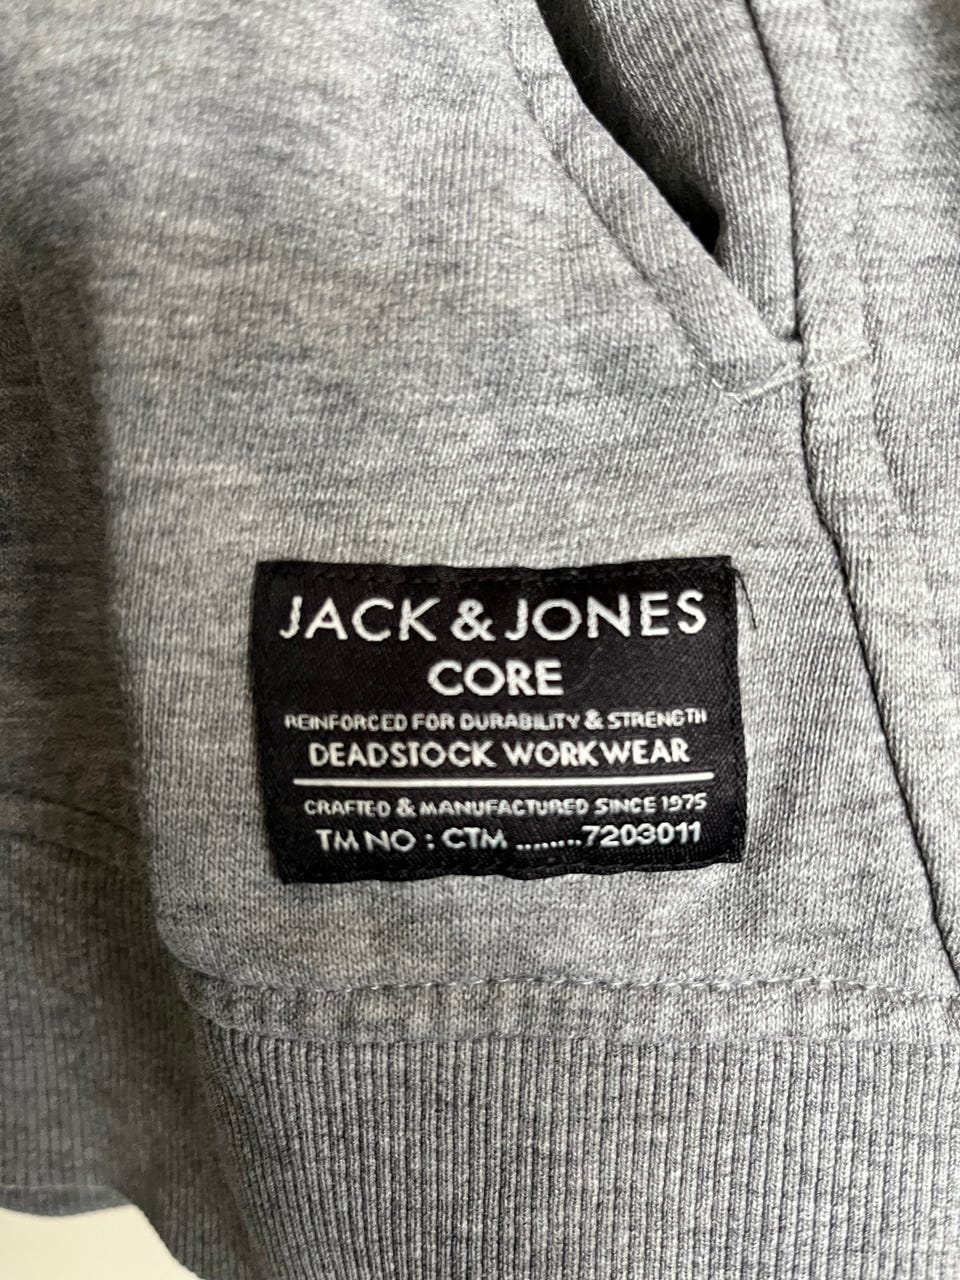 JACK & JONES
CORE
REINFORCED FOR DURABILITY & STRENGTH
DEADSTOCK WORKWEAR
CRAFTED & MANUFACTURED SINCE 1975
TM NO : CTM ........7203011